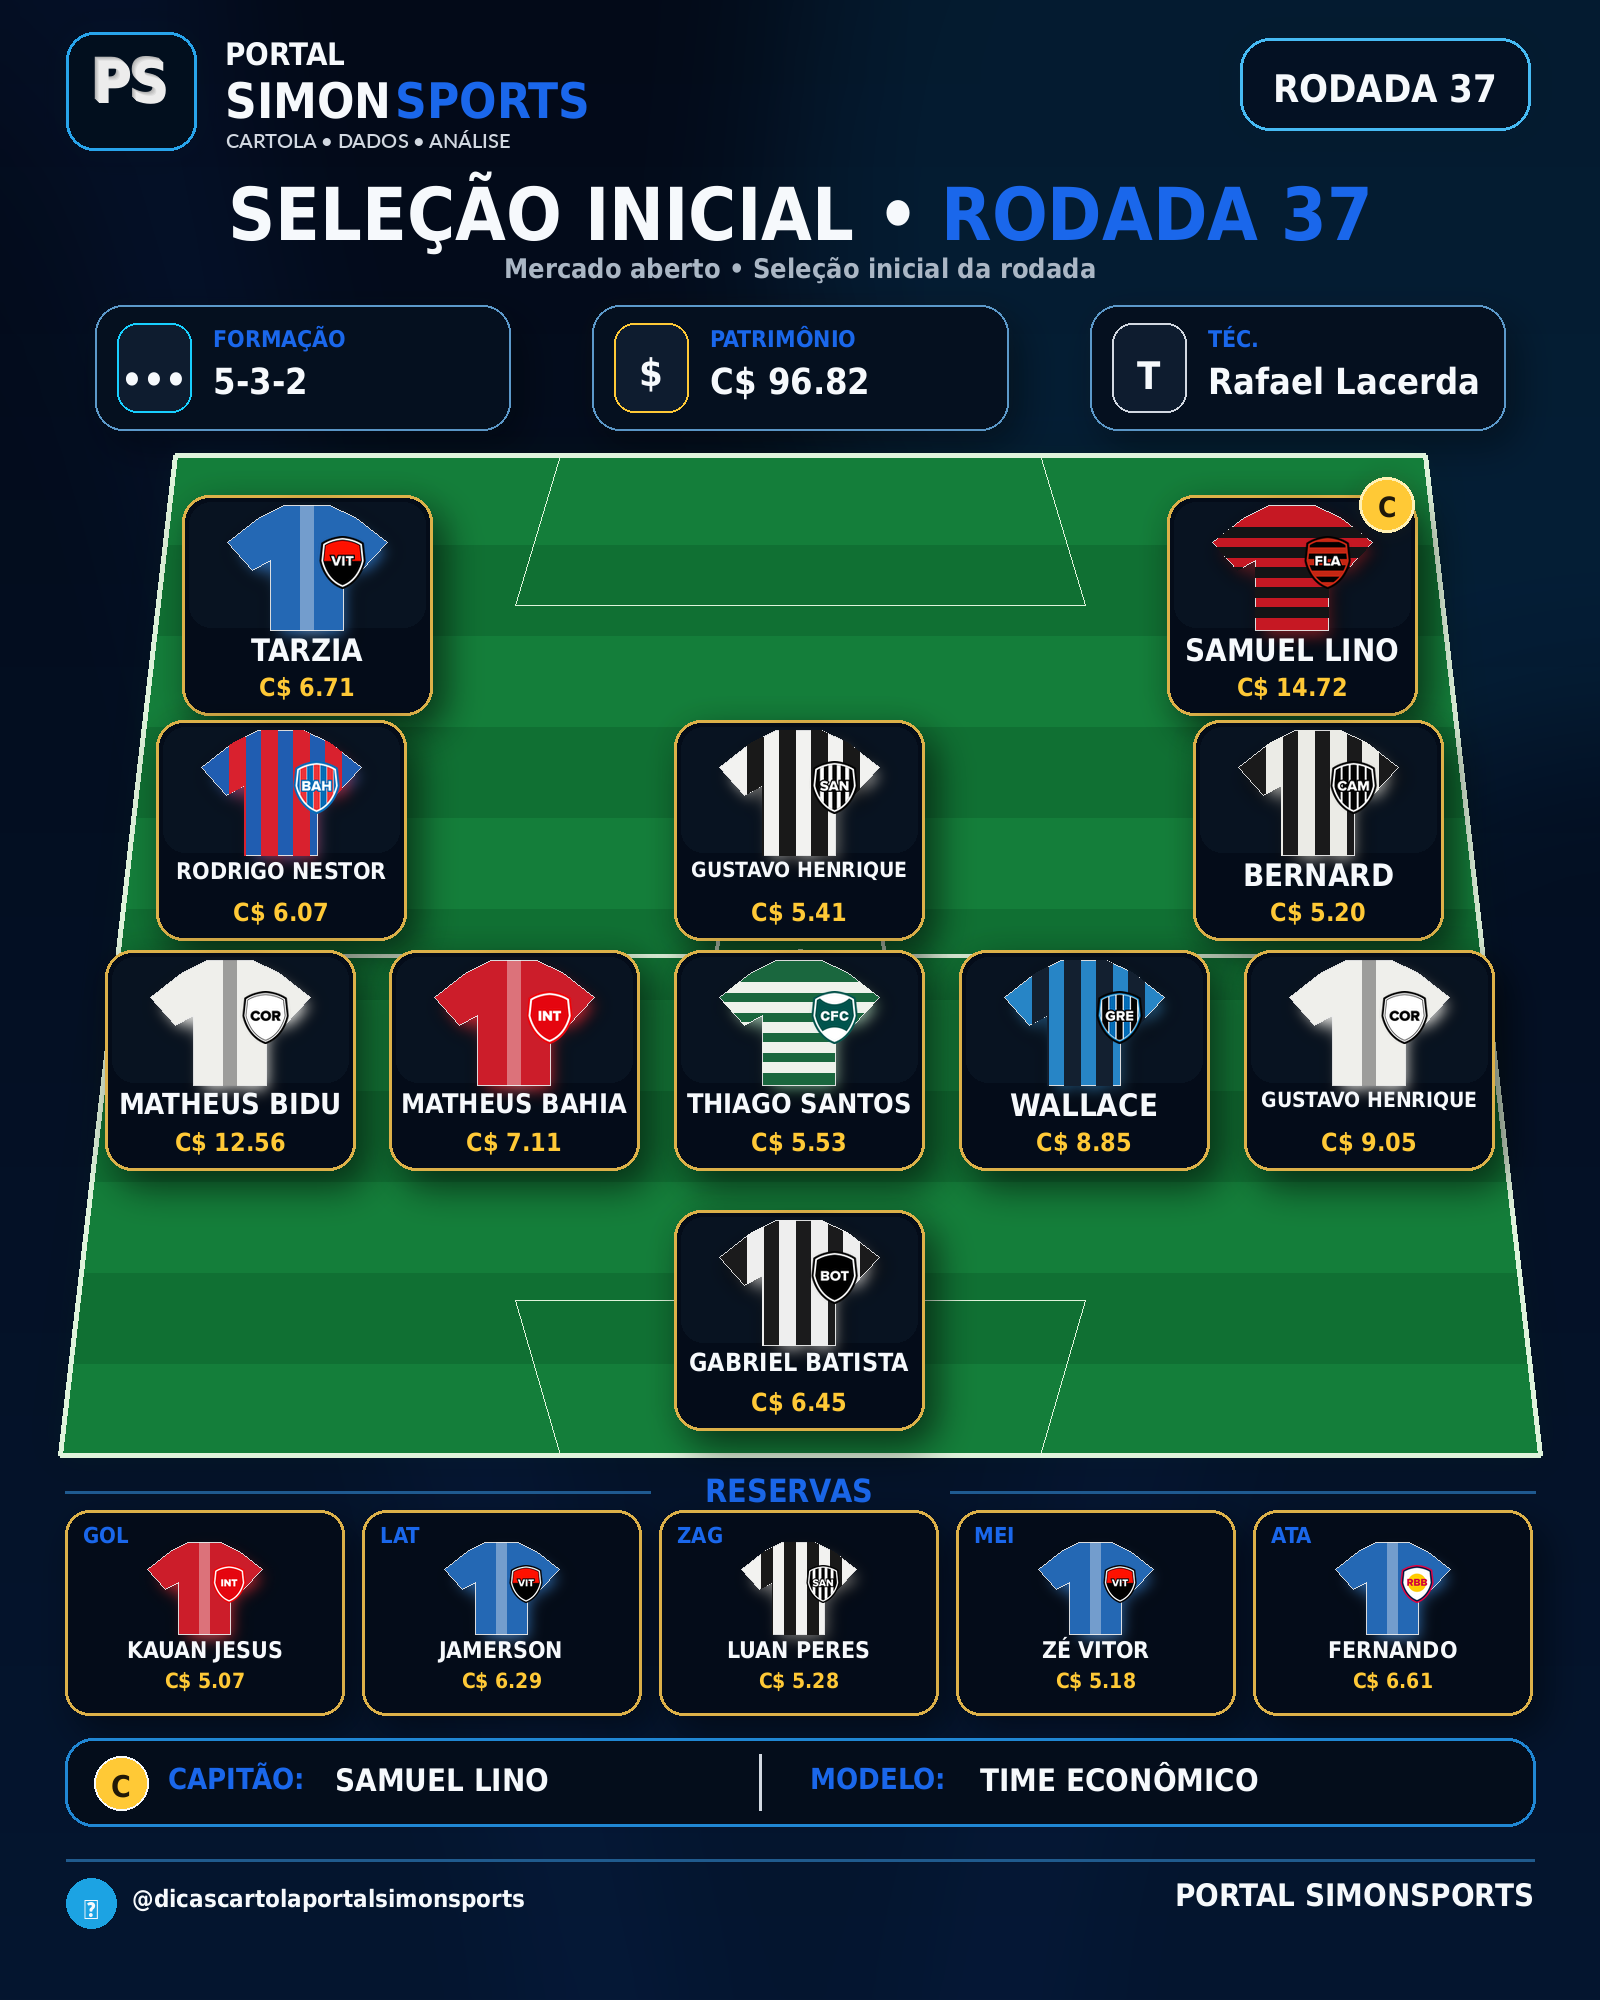 PS
PORTAL
SIMONSPORTS
CARTOLA • DADOS • ANÁLISE
RODADA 37
SELEÇÃO INICIAL • RODADA 37
Mercado aberto • Seleção inicial da rodada
FORMAÇÃO
5-3-2
$
PATRIMÔNIO
C$ 96.82
T
TÉC.
Rafael Lacerda
VIT
TARZIA
C$ 6.71
C
FLA
SAMUEL LINO
C$ 14.72
BAH
RODRIGO NESTOR
C$ 6.07
SAN
GUSTAVO HENRIQUE
C$ 5.41
CAM
BERNARD
C$ 5.20
COR
MATHEUS BIDU
C$ 12.56
INT
MATHEUS BAHIA
C$ 7.11
CFC
THIAGO SANTOS
C$ 5.53
GRE
WALLACE
C$ 8.85
COR
GUSTAVO HENRIQUE
C$ 9.05
BOT
GABRIEL BATISTA
C$ 6.45
RESERVAS
GOL
INT
KAUAN JESUS
C$ 5.07
LAT
VIT
JAMERSON
C$ 6.29
ZAG
SAN
LUAN PERES
C$ 5.28
MEI
VIT
ZÉ VITOR
C$ 5.18
ATA
RBB
FERNANDO
C$ 6.61
C CAPITÃO: SAMUEL LINO
MODELO: TIME ECONÔMICO
@dicascartolaportalsimonsports
PORTAL SIMONSPORTS